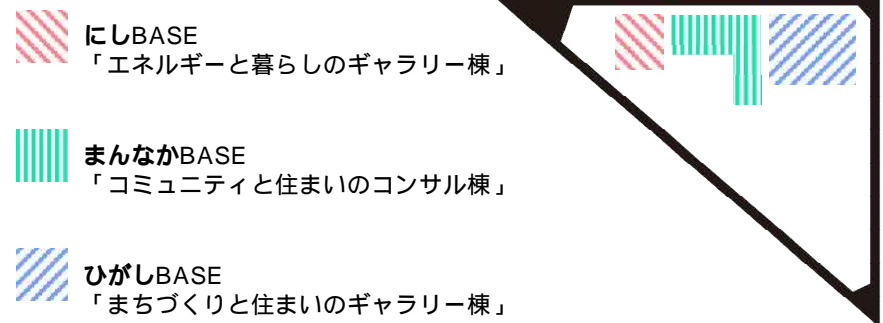 にしBASE
「エネルギーと暮らしのギャラリー棟」
まんなかBASE
「コミュニティと住まいのコンサル棟」
ひがしBASE
「まちづくりと住まいのギャラリー棟」